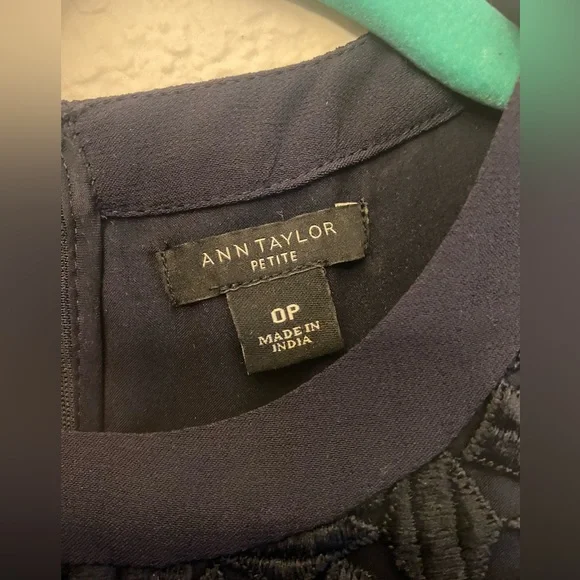 ANN TAYLOR
PETITE
0P
MADE IN
INDIA